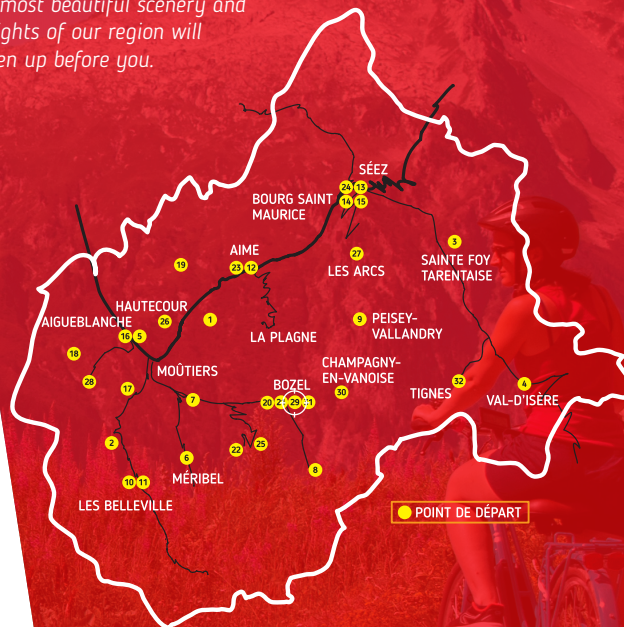 most beautiful scenery and
ights of our region will
en up before you.
SÉEZ
24 13
14 15
BOURG SAINT
MAURICE
3
SAINTE FOY
TARENTAISE
AIME
23 12
19
27
LES ARCS
HAUTECOUR
26
1
9 PEISEY-
VALLANDRY
AIGUEBLANCHE
16 5
LA PLAGNE
18
MOÛTIERS
CHAMPAGNY-
EN-VANOISE
28
17
7
BOZEL
20
29
30
TIGNES
32
4
VAL-D'ISÈRE
2
22
25
6
MÉRIBEL
8
10 11
LES BELLEVILLE
POINT DE DÉPART